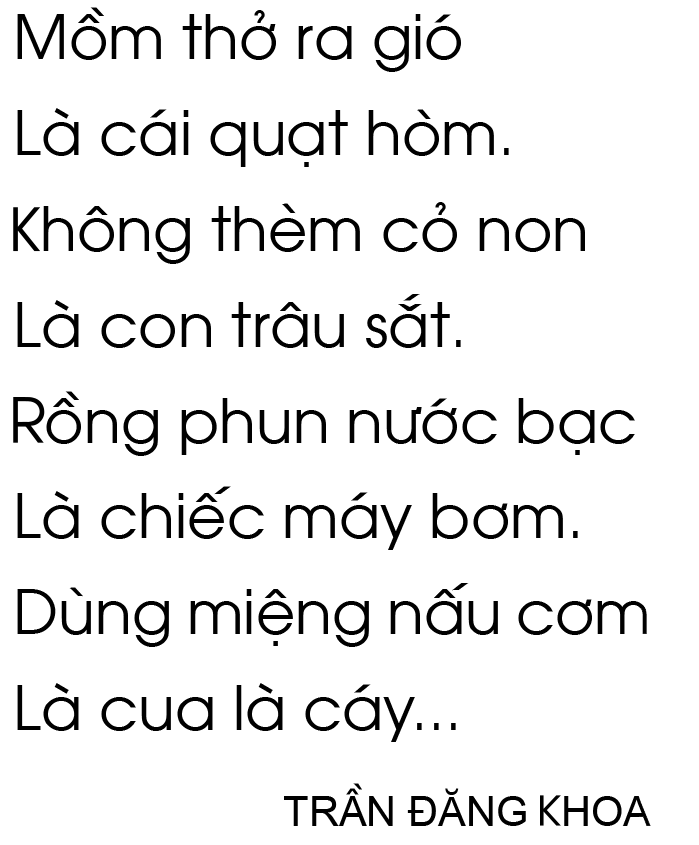 Mồm thở ra gió
Là cái quạt hòm.
Không thèm cỏ non
Là con trâu sắt.
Rồng phun nước bạc
Là chiếc máy bơm.
Dùng miệng nấu cơm
Là cua là cáy...
TRẦN ĐĂNG KHOA